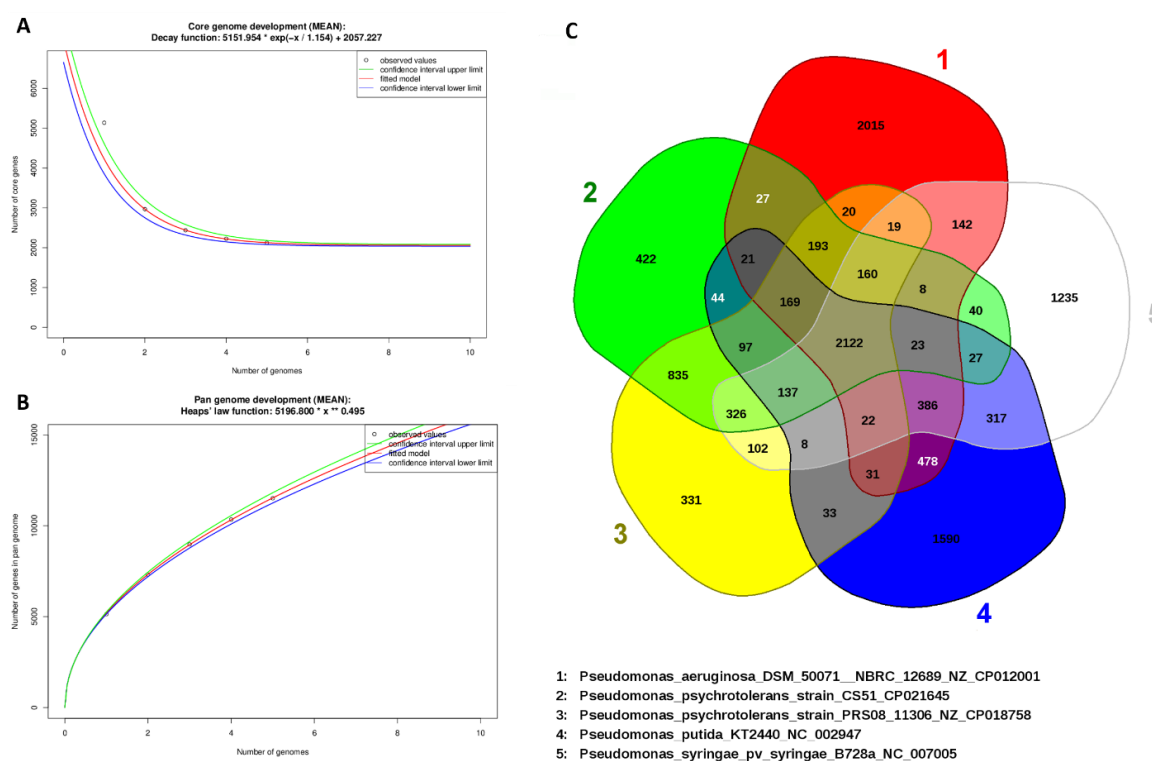 A
Core genome development (MEAN):
Decay function: 5151.954 * exp(−x / 1.154) + 2057.227
observed values
confidence interval upper limit
fitted model
confidence interval lower limit
Number of core genes
0
1000
2000
3000
4000
5000
6000
0 2 4 6 8 10
Number of genomes
B
Pan genome development (MEAN):
Heaps' law function: 5196.800 * x ** 0.495
observed values
confidence interval upper limit
fitted model
confidence interval lower limit
Number of genes in pan genome
0
5000
10000
15000
0 2 4 6 8 10
Number of genomes
C
1
2015
2
27
20
19
142
422
193
21
160
8
1235
5
44
169
40
2122
23
27
97
835
137
326
22
386
317
102
8
478
31
331
33
3
1590
4
1: Pseudomonas_aeruginosa_DSM_50071__NBRC_12689_NZ_CP012001
2: Pseudomonas_psychrotolerans_strain_CS51_CP021645
3: Pseudomonas_psychrotolerans_strain_PRS08_11306_NZ_CP018758
4: Pseudomonas_putida_KT2440_NC_002947
5: Pseudomonas_syringae_pv_syringae_B728a_NC_007005